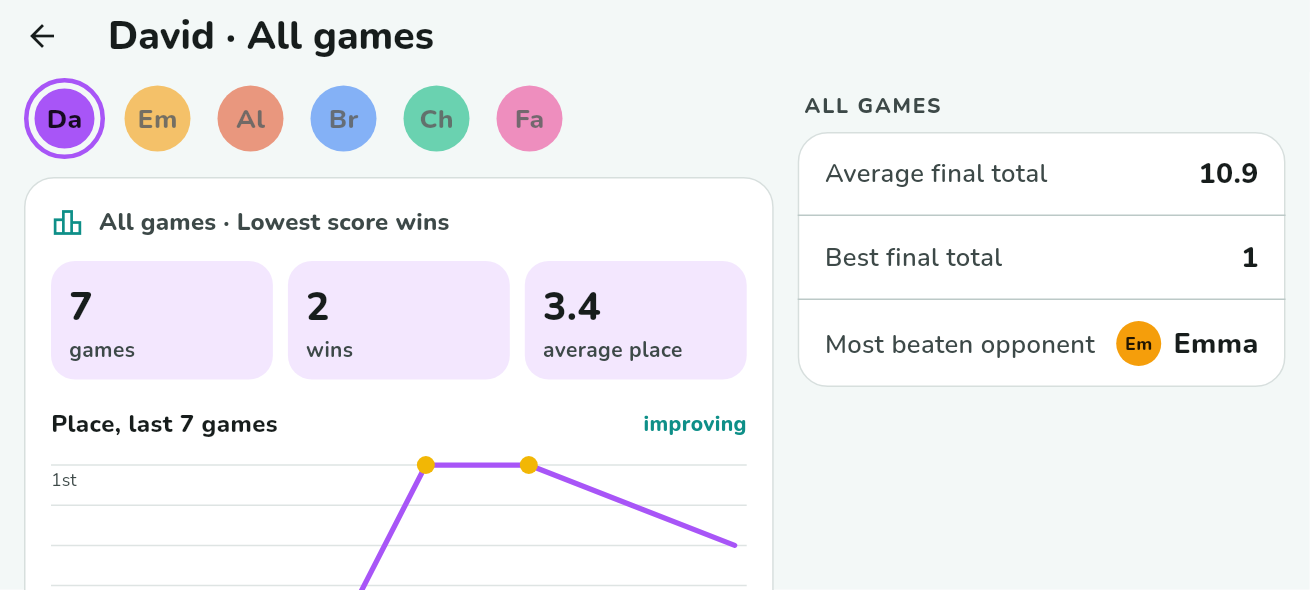 David · All games
Da Em Al Br Ch Fa
All games · Lowest score wins
7 games
2 wins
3.4 average place
Place, last 7 games improving
1st
ALL GAMES
Average final total 10.9
Best final total 1
Most beaten opponent Em Emma